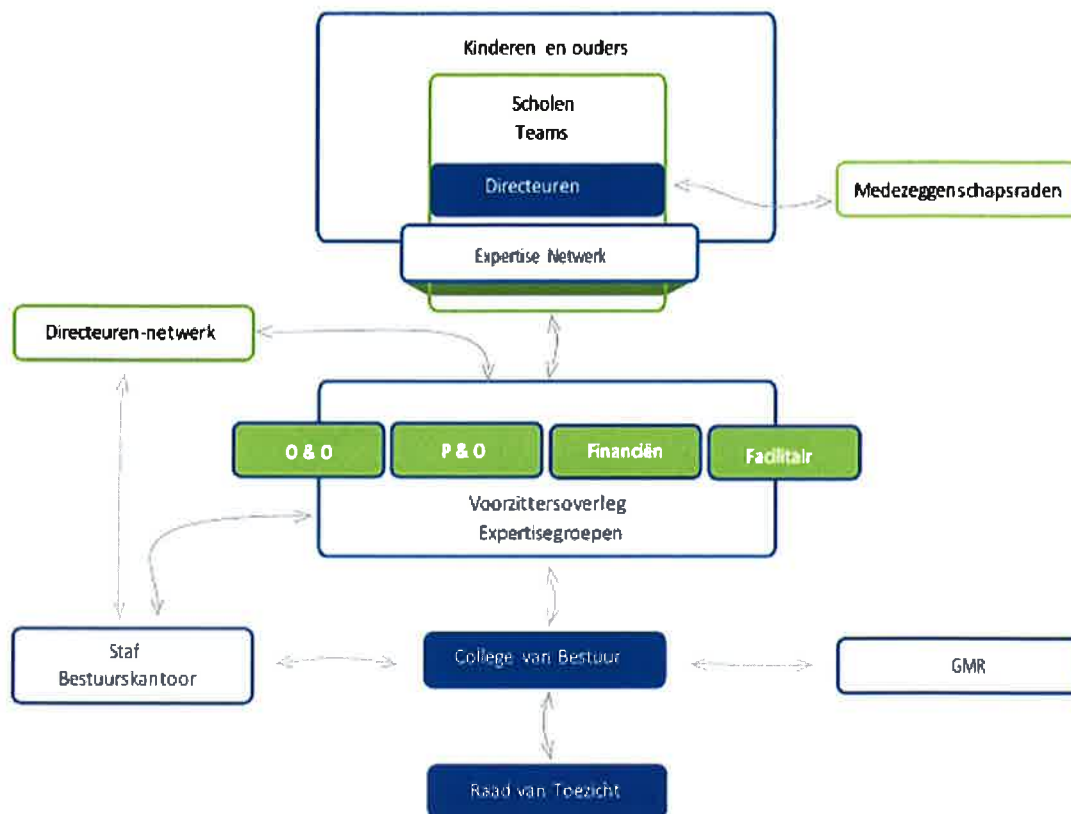 Kinderen en ouders
Scholen
Teams
Directeuren
Medezeggenschapsraden
Expertise Netwerk
Directeuren-netwerk
O & O
P & O
Financiën
Facilitair
Voorzittersoverleg
Expertisegroepen
Staf
Bestuurskantoor
College van Bestuur
GMR
Raad van Toezicht